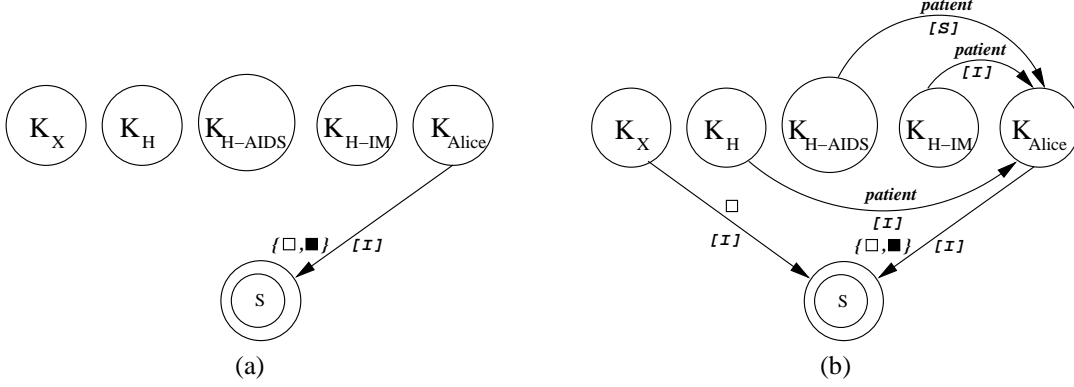 patient
[S]
patient
[I]
K_X K_H K_H-AIDS K_H-IM K_Alice
K_X K_H K_H-AIDS K_H-IM K_Alice
patient
[I]
{□,■} [I]
S
□
[I]
{□,■} [I]
S
(a)
(b)